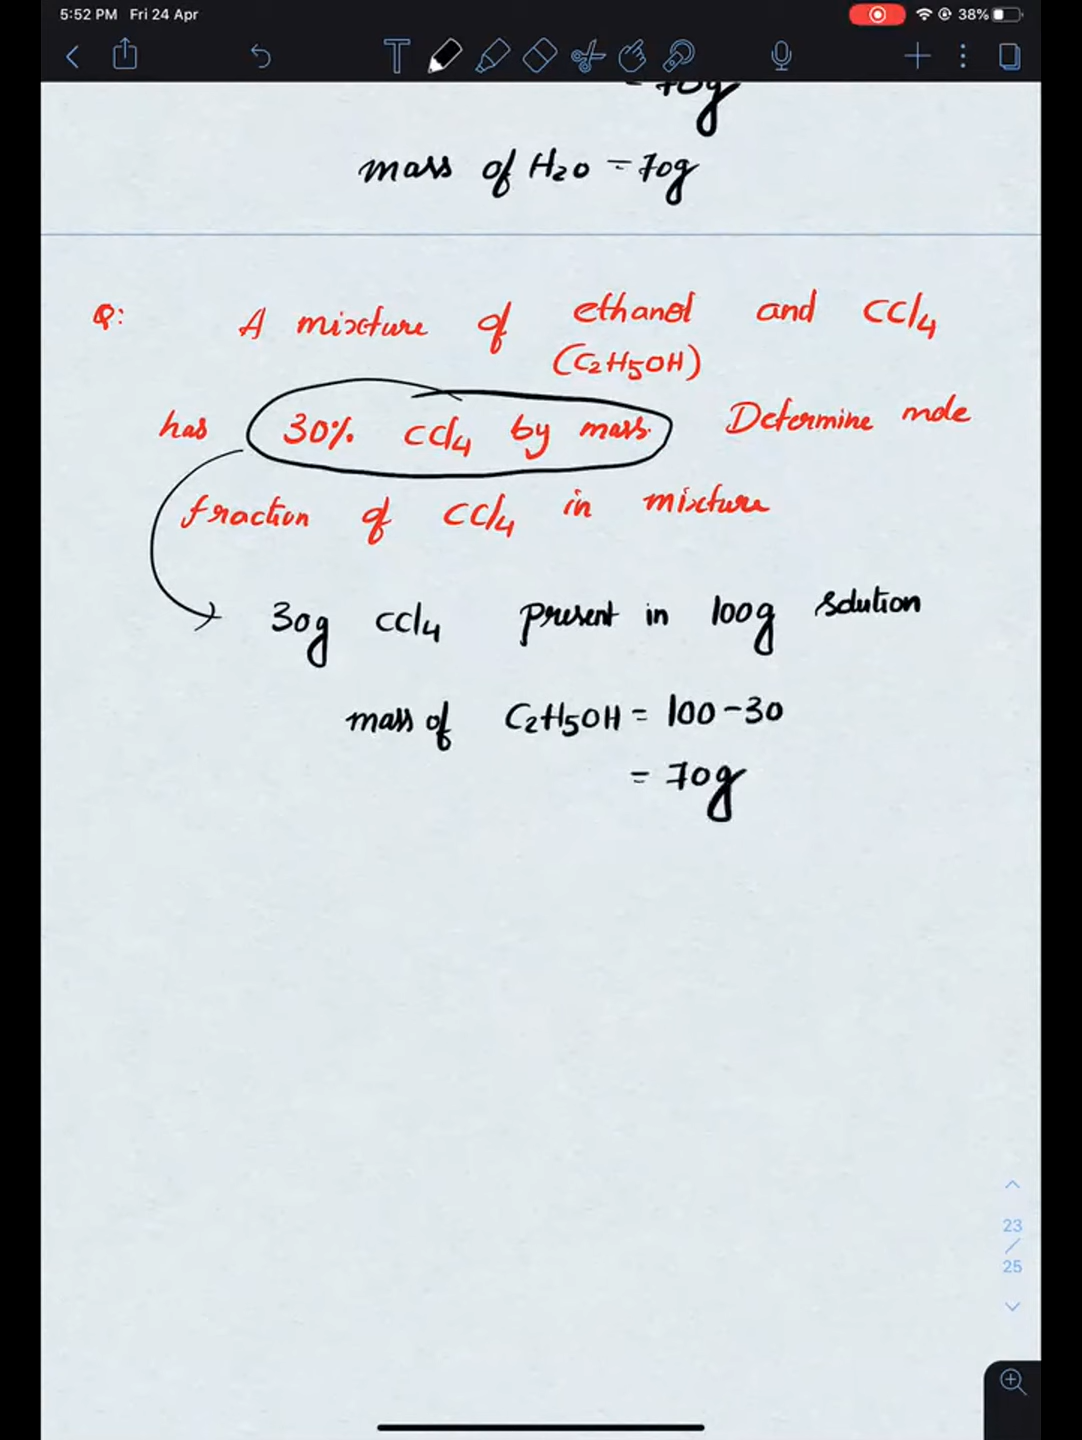 5:52 PM Fri 24 Apr 38%
= 70g
mass of H2O = 70g
Q: A mixture of ethanol and CCl4
(C2H5OH)
has 30% CCl4 by mass. Determine mole
fraction of CCl4 in mixture
30g CCl4 present in 100g solution
mass of C2H5OH = 100 - 30
= 70g
23
/
25